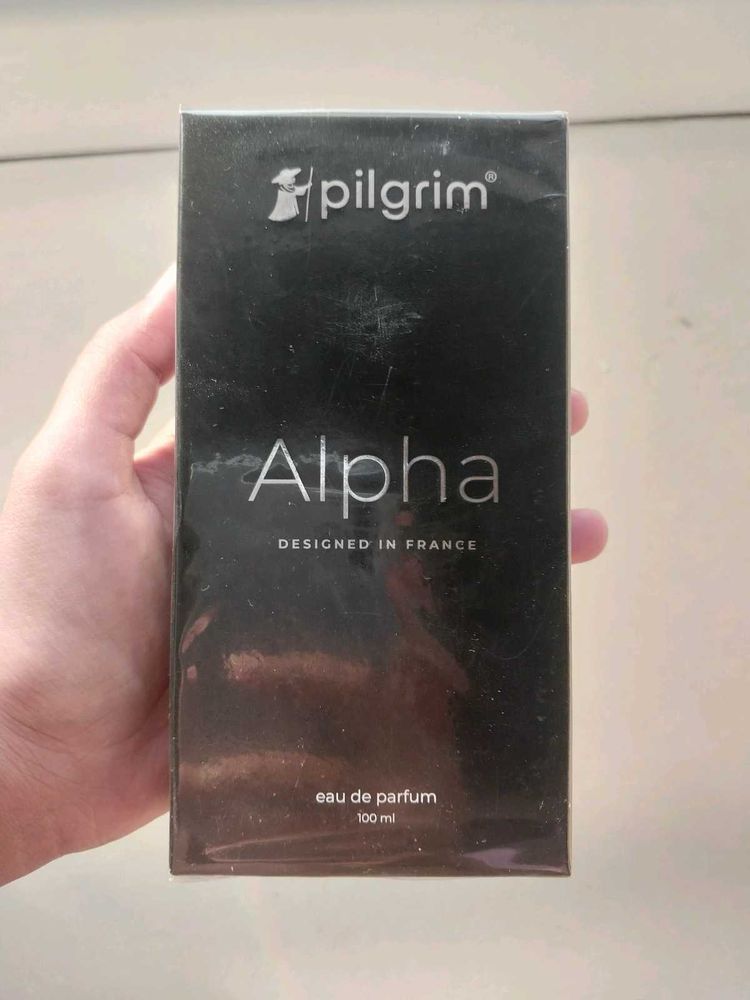 pilgrim®
Alpha
DESIGNED IN FRANCE
eau de parfum
100 ml